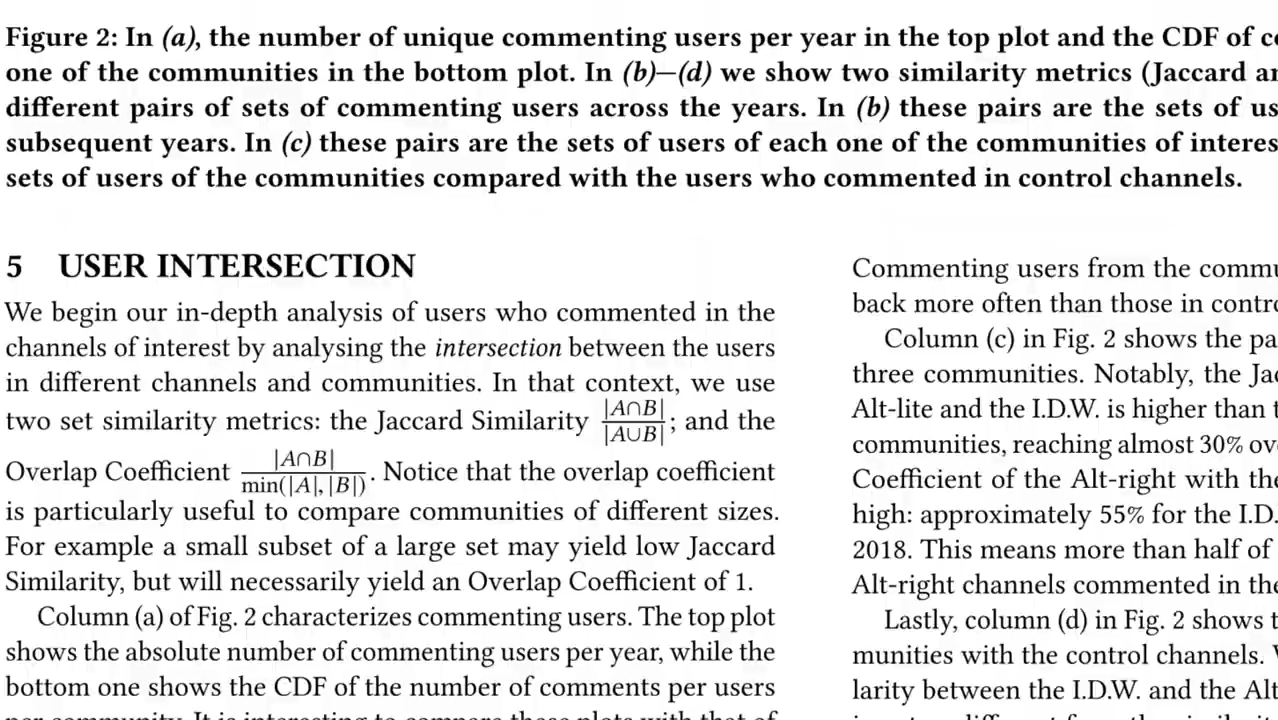 Figure 2: In (a), the number of unique commenting users per year in the top plot and the CDF of
one of the communities in the bottom plot. In (b)—(d) we show two similarity metrics (Jaccard
different pairs of sets of commenting users across the years. In (b) these pairs are the sets of
subsequent years. In (c) these pairs are the sets of users of each one of the communities of
sets of users of the communities compared with the users who commented in control channels.
5 USER INTERSECTION
We begin our in-depth analysis of users who commented in the
channels of interest by analysing the intersection between the users
in different channels and communities. In that context, we use
two set similarity metrics: the Jaccard Similarity |A∩B| / |A∪B|; and the
Overlap Coefficient |A∩B| / min(|A|, |B|). Notice that the overlap coefficient
is particularly useful to compare communities of different sizes.
For example a small subset of a large set may yield low Jaccard
Similarity, but will necessarily yield an Overlap Coefficient of 1.
Column (a) of Fig. 2 characterizes commenting users. The top plot
shows the absolute number of commenting users per year, while the
bottom one shows the CDF of the number of comments per users
per community. It is interesting to compare these plots with that of
Commenting users from the
back more often than those in
Column (c) in Fig. 2 shows the
three communities. Notably, the
Alt-lite and the I.D.W. is higher than
communities, reaching almost 30%
Coefficient of the Alt-right with
high: approximately 55% for the
2018. This means more than half of
Alt-right channels commented in
Lastly, column (d) in Fig. 2 shows
munities with the control channels.
larity between the I.D.W. and the